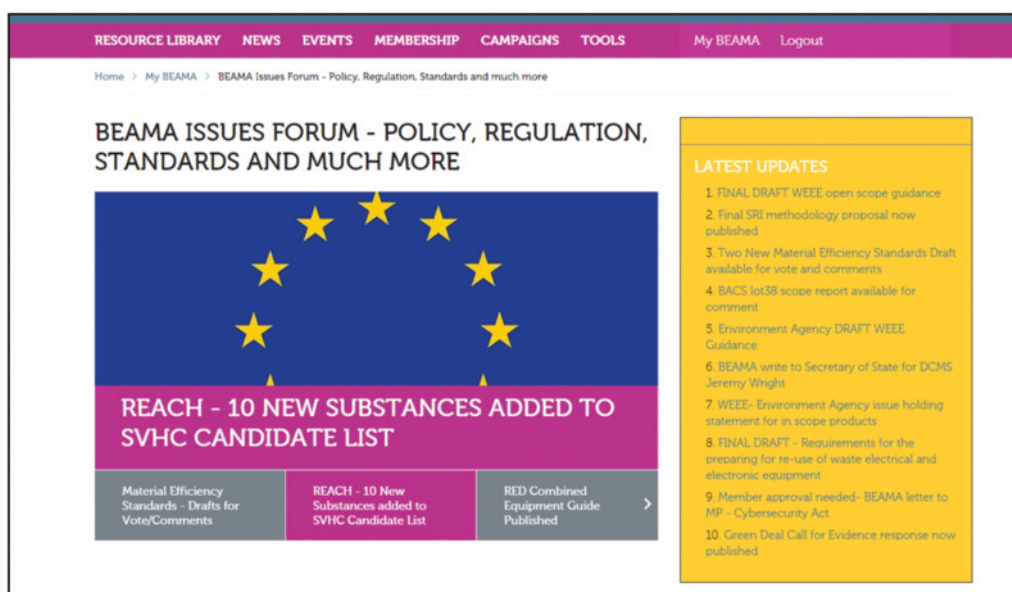 RESOURCE LIBRARY NEWS EVENTS MEMBERSHIP CAMPAIGNS TOOLS My BEAMA Logout
Home > My BEAMA > BEAMA Issues Forum - Policy, Regulation, Standards and much more
BEAMA ISSUES FORUM - POLICY, REGULATION,
STANDARDS AND MUCH MORE
REACH - 10 NEW SUBSTANCES ADDED TO
SVHC CANDIDATE LIST
Material Efficiency
Standards - Drafts for
Vote/Comments
REACH - 10 New
Substances added to
SVHC Candidate List
RED Combined
Equipment Guide
Published
LATEST UPDATES
1. FINAL DRAFT WEEE open scope guidance
2. Final SRI methodology proposal now
published
3. Two New Material Efficiency Standards Draft
available for vote and comments
4. BACS lot38 scope report available for
comment
5. Environment Agency DRAFT WEEE
Guidance
6. BEAMA write to Secretary of State for DCMS
Jeremy Wright
7. WEEE- Environment Agency issue holding
statement for in scope products
8. FINAL DRAFT - Requirements for the
preparing for re-use of waste electrical and
electronic equipment
9. Member approval needed- BEAMA letter to
MP - Cybersecurity Act
10. Green Deal Call for Evidence response now
published